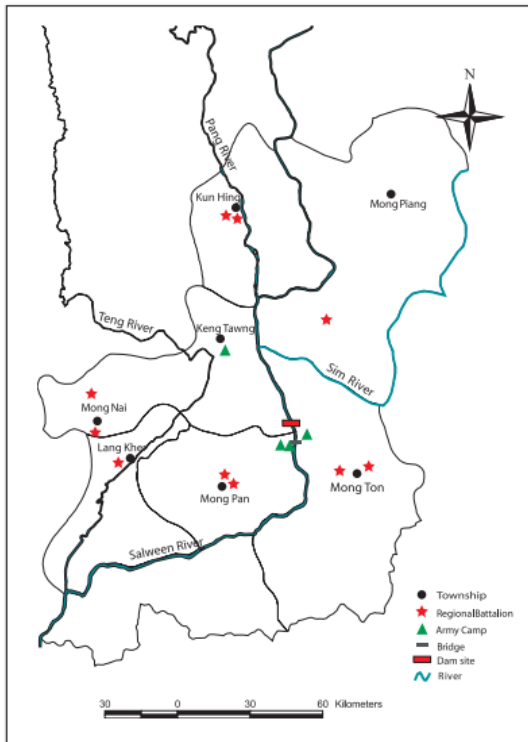 N
Pang River
Kun Hing
Mong Piang
Teng River
Keng Tawng
Sim River
Mong Nai
Lang Kher
Mong Pan
Mong Ton
Salween River
Township
RegionalBattalion
Army Camp
Bridge
Dam site
River
30 0 30 60 Kilometers